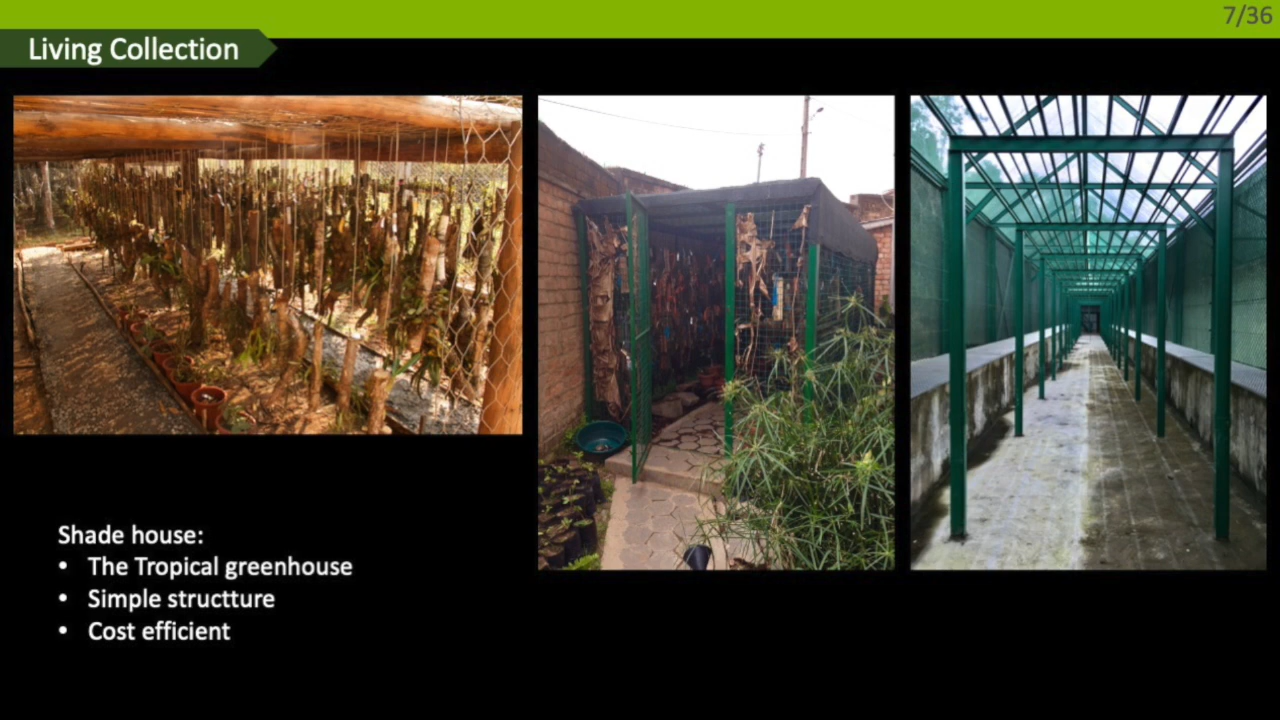 7/36
Living Collection
Shade house:
• The Tropical greenhouse
• Simple structture
• Cost efficient